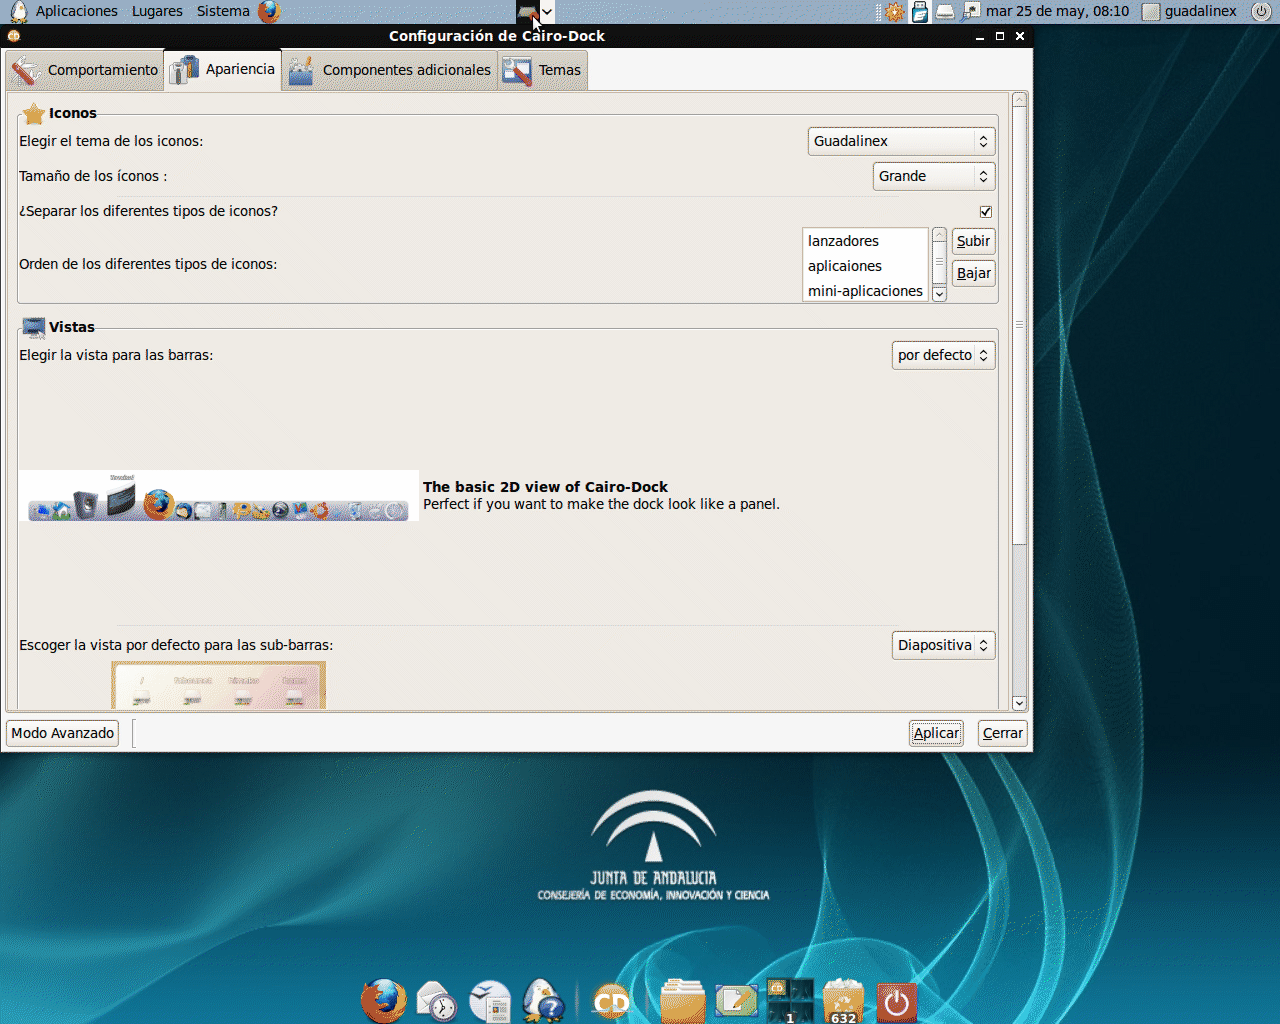 Aplicaciones Lugares Sistema mar 25 de may, 08:10 guadalinex
Configuración de Cairo-Dock
Comportamiento Apariencia Componentes adicionales Temas
Iconos
Elegir el tema de los iconos: Guadalinex
Tamaño de los íconos : Grande
¿Separar los diferentes tipos de iconos?
lanzadores Subir
Orden de los diferentes tipos de iconos: aplicaiones Bajar
mini-aplicaciones
Vistas
Elegir la vista para las barras: por defecto
The basic 2D view of Cairo-Dock
Perfect if you want to make the dock look like a panel.
Escoger la vista por defecto para las sub-barras: Diapositiva
Modo Avanzado Aplicar Cerrar
JUNTA DE ANDALUCIA
CONSEJERÍA DE ECONOMÍA, INNOVACIÓN Y CIENCIA
CD CD
1 632